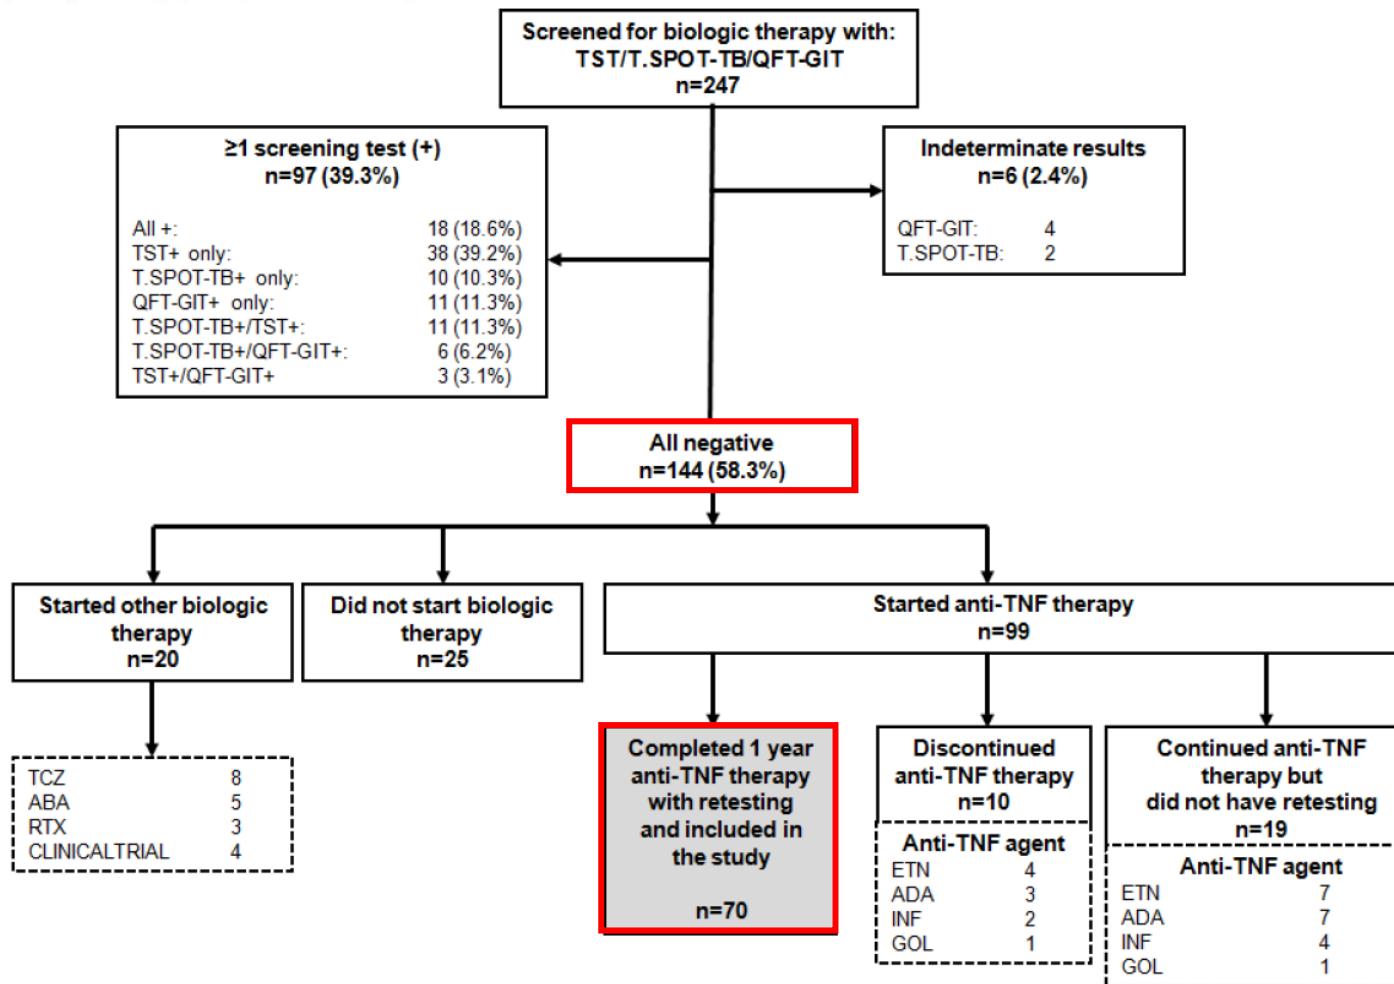 Screened for biologic therapy with:
TST/T.SPOT-TB/QFT-GIT
n=247
≥1 screening test (+)
n=97 (39.3%)
All +: 18 (18.6%)
TST+ only: 38 (39.2%)
T.SPOT-TB+ only: 10 (10.3%)
QFT-GIT+ only: 11 (11.3%)
T.SPOT-TB+/TST+: 11 (11.3%)
T.SPOT-TB+/QFT-GIT+: 6 (6.2%)
TST+/QFT-GIT+ 3 (3.1%)
Indeterminate results
n=6 (2.4%)
QFT-GIT: 4
T.SPOT-TB: 2
All negative
n=144 (58.3%)
Started other biologic
therapy
n=20
Did not start biologic
therapy
n=25
Started anti-TNF therapy
n=99
TCZ 8
ABA 5
RTX 3
CLINICALTRIAL 4
Completed 1 year
anti-TNF therapy
with retesting
and included in
the study
n=70
Discontinued
anti-TNF therapy
n=10
Anti-TNF agent
ETN 4
ADA 3
INF 2
GOL 1
Continued anti-TNF
therapy but
did not have retesting
n=19
Anti-TNF agent
ETN 7
ADA 7
INF 4
GOL 1